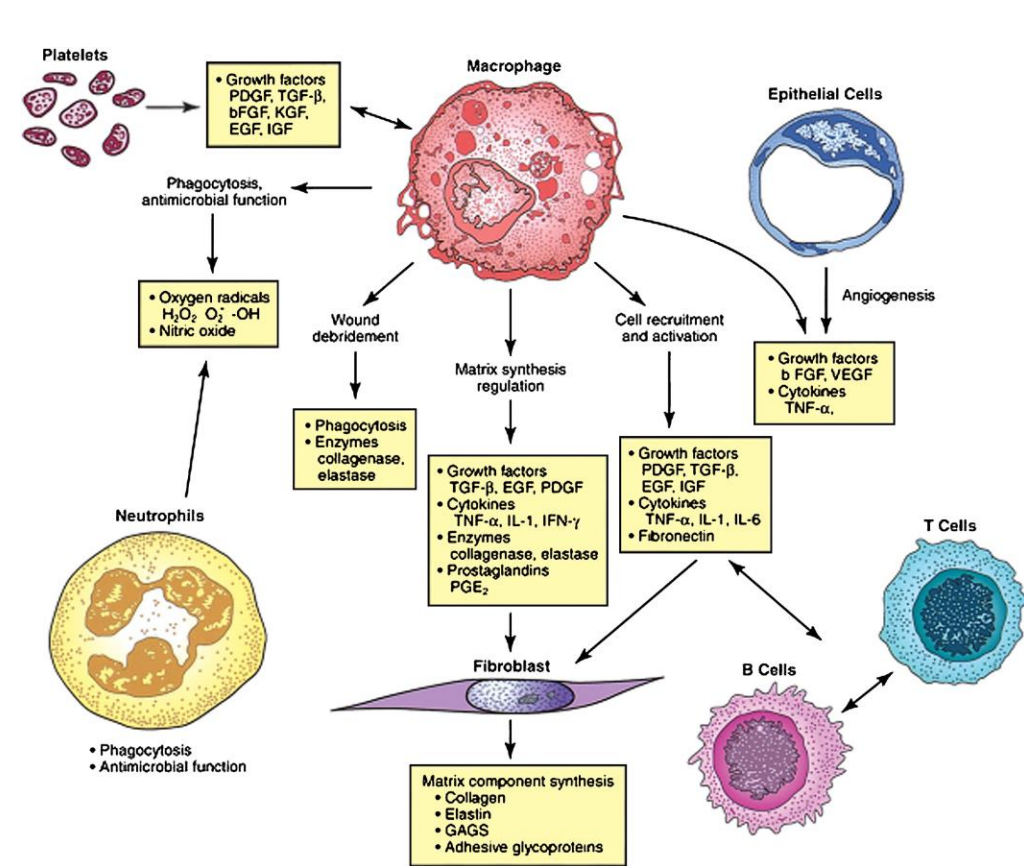 Platelets
• Growth factors
PDGF, TGF-β,
bFGF, KGF,
EGF, IGF
Macrophage
Epithelial Cells
Phagocytosis,
antimicrobial function
• Oxygen radicals
H₂O₂ O₂⁻ -OH
• Nitric oxide
Wound
debridement
• Phagocytosis
• Enzymes
collagenase,
elastase
Matrix synthesis
regulation
• Growth factors
TGF-β, EGF, PDGF
• Cytokines
TNF-α, IL-1, IFN-γ
• Enzymes
collagenase, elastase
• Prostaglandins
PGE₂
Cell recruitment
and activation
• Growth factors
PDGF, TGF-β,
EGF, IGF
• Cytokines
TNF-α, IL-1, IL-6
• Fibronectin
Angiogenesis
• Growth factors
b FGF, VEGF
• Cytokines
TNF-α,
Neutrophils
• Phagocytosis
• Antimicrobial function
Fibroblast
Matrix component synthesis
• Collagen
• Elastin
• GAGS
• Adhesive glycoproteins
B Cells
T Cells